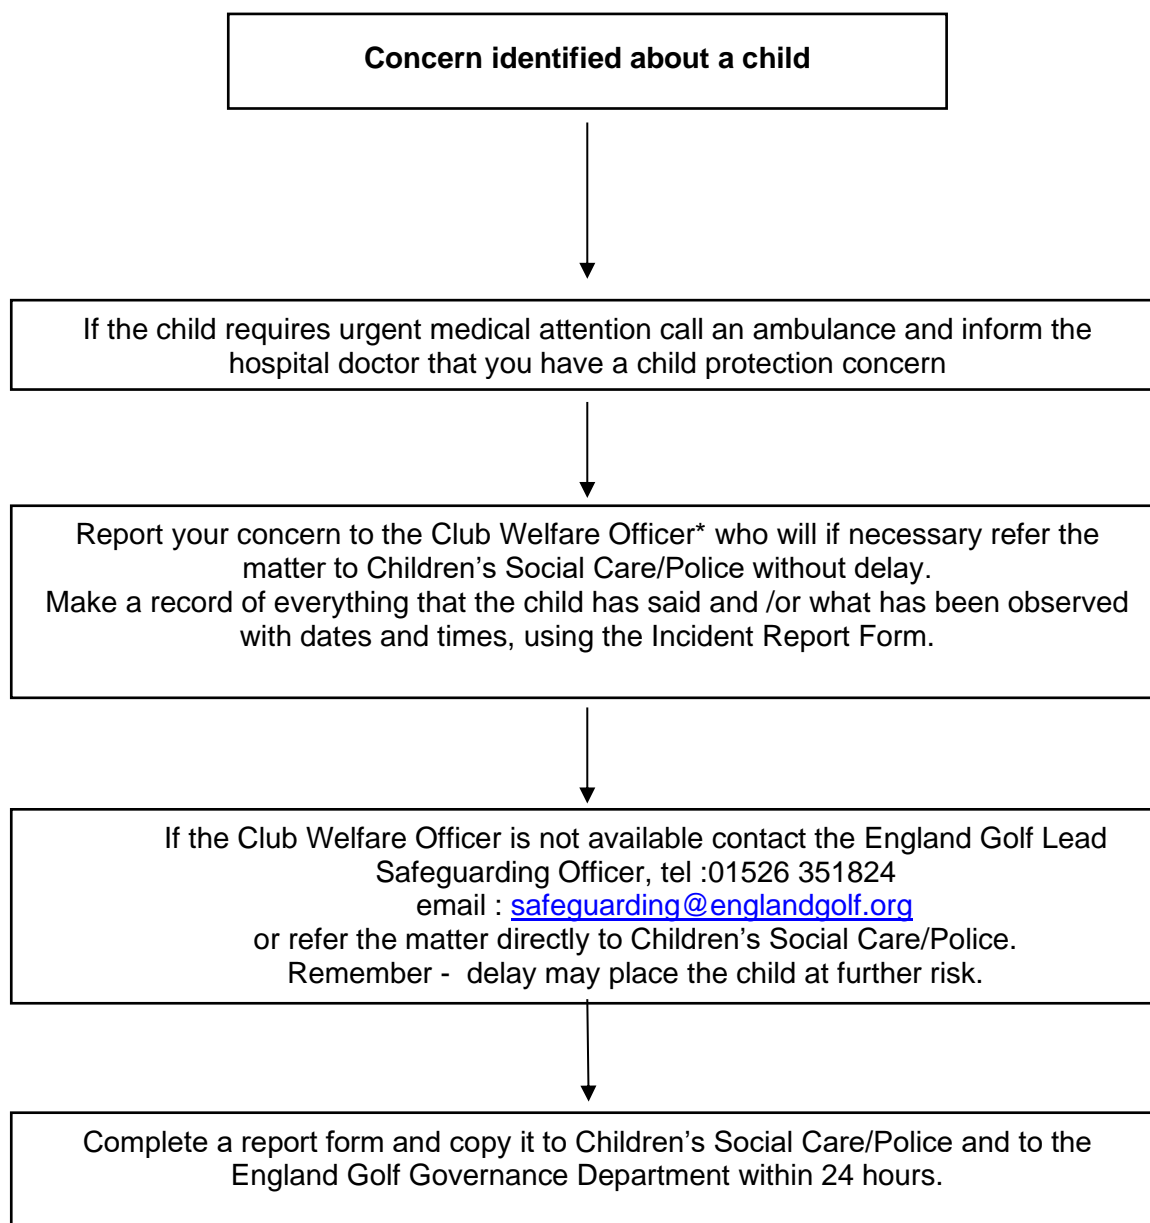 Concern identified about a child
If the child requires urgent medical attention call an ambulance and inform the
hospital doctor that you have a child protection concern
Report your concern to the Club Welfare Officer* who will if necessary refer the
matter to Children’s Social Care/Police without delay.
Make a record of everything that the child has said and /or what has been observed
with dates and times, using the Incident Report Form.
If the Club Welfare Officer is not available contact the England Golf Lead
Safeguarding Officer, tel :01526 351824
email : safeguarding@englandgolf.org
or refer the matter directly to Children’s Social Care/Police.
Remember -  delay may place the child at further risk.
Complete a report form and copy it to Children’s Social Care/Police and to the
England Golf Governance Department within 24 hours.